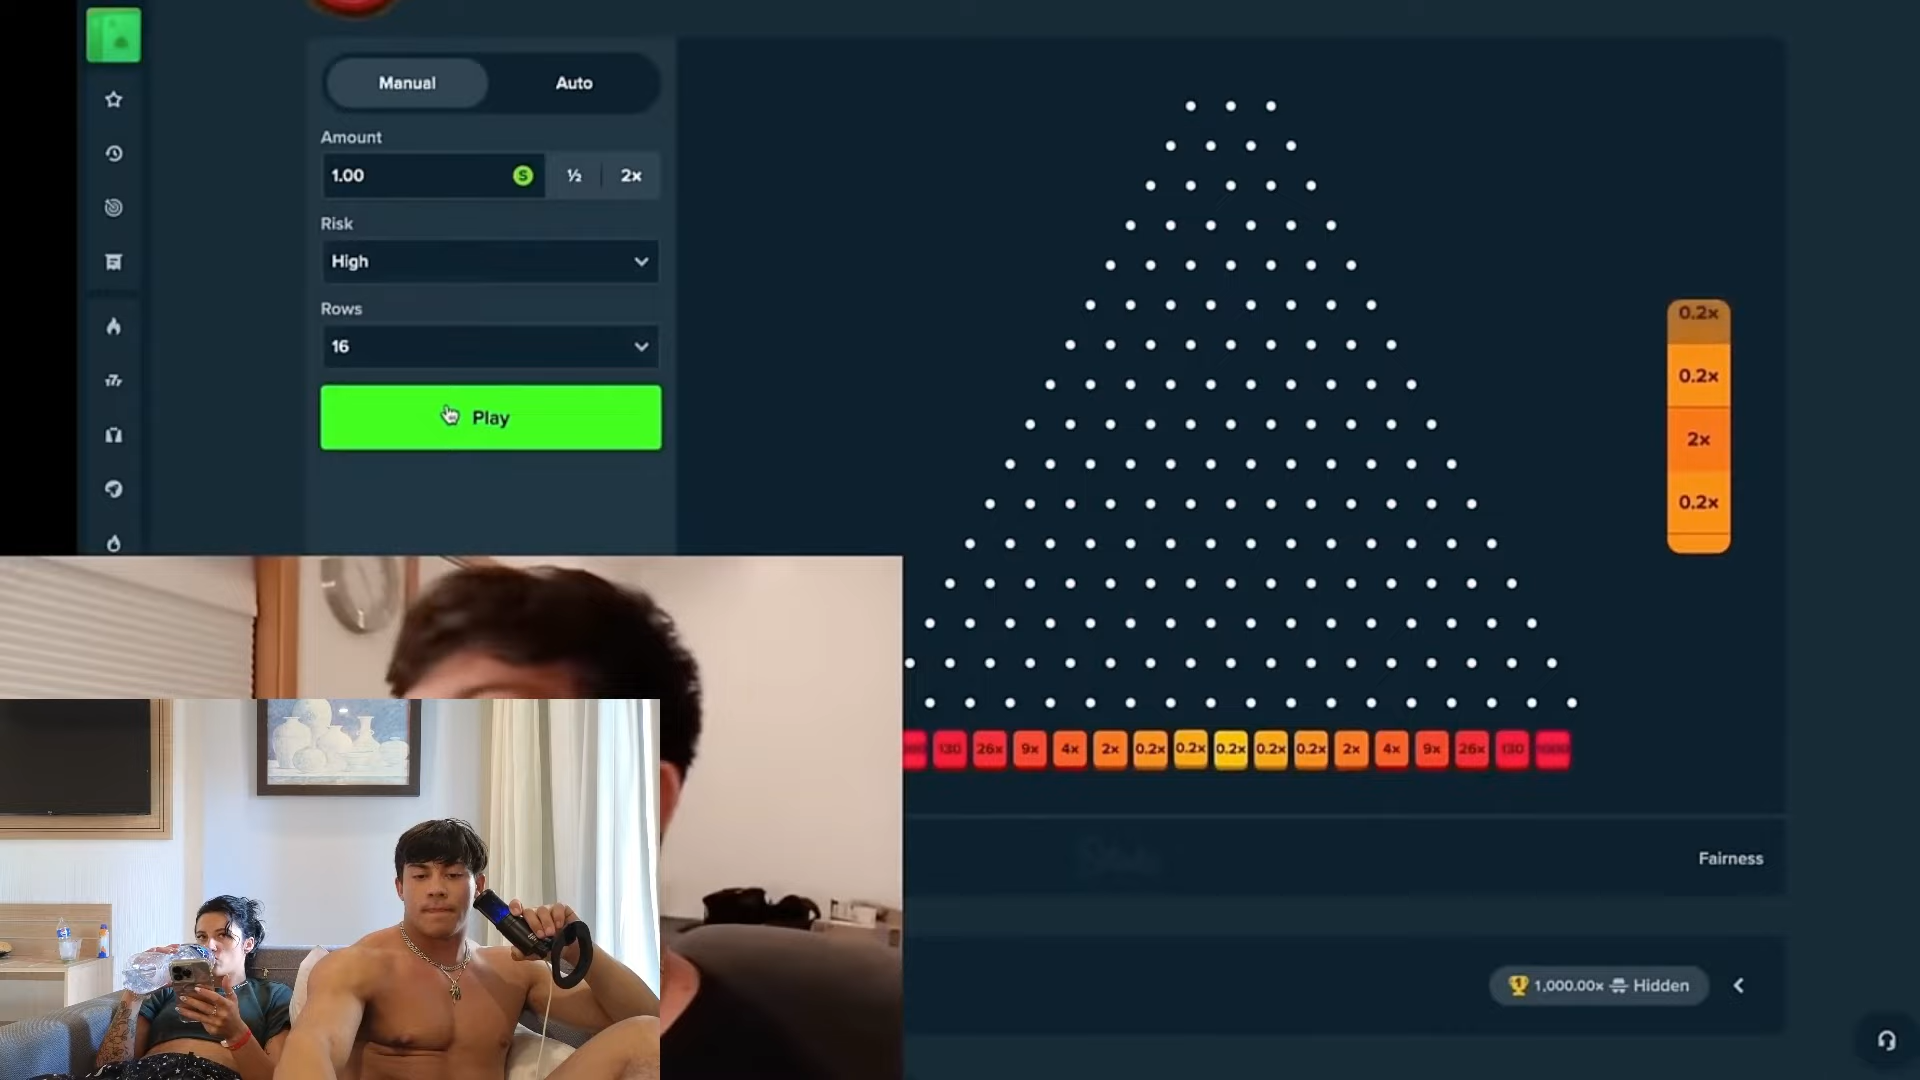 Manual Auto
Amount
1.00 S ½ 2x
Risk
High
Rows
16
Play
0.2x
0.2x
2x
0.2x
130 26x 9x 4x 2x 0.2x 0.2x 0.2x 0.2x 0.2x 2x 4x 9x 26x 130 1000
Fairness
1 1,000.00x Hidden